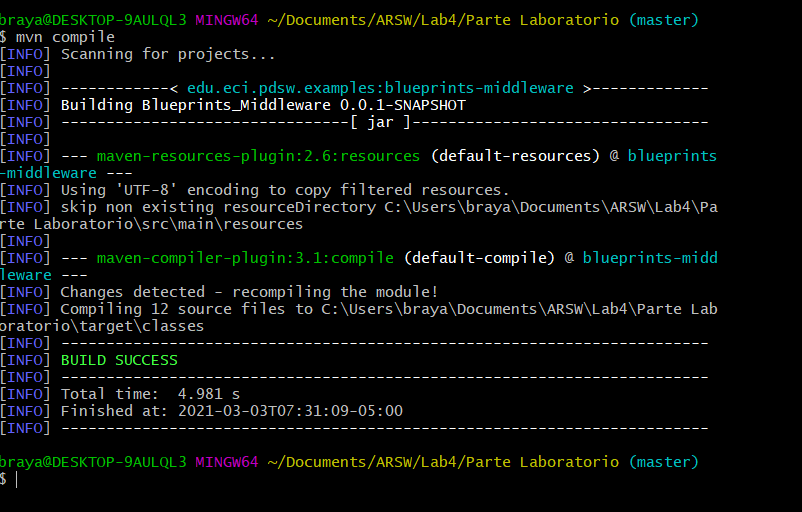 braya@DESKTOP-9AULQL3 MINGW64 ~/Documents/ARSW/Lab4/Parte Laboratorio (master)
$ mvn compile
[INFO] Scanning for projects...
[INFO]
[INFO] ------------< edu.eci.pdsw.examples:blueprints-middleware >-------------
[INFO] Building Blueprints_Middleware 0.0.1-SNAPSHOT
[INFO] --------------------------------[ jar ]---------------------------------
[INFO]
[INFO] --- maven-resources-plugin:2.6:resources (default-resources) @ blueprints
-middleware ---
[INFO] Using 'UTF-8' encoding to copy filtered resources.
[INFO] skip non existing resourceDirectory C:\Users\braya\Documents\ARSW\Lab4\Pa
rte Laboratorio\src\main\resources
[INFO]
[INFO] --- maven-compiler-plugin:3.1:compile (default-compile) @ blueprints-midd
leware ---
[INFO] Changes detected - recompiling the module!
[INFO] Compiling 12 source files to C:\Users\braya\Documents\ARSW\Lab4\Parte Lab
oratorio\target\classes
[INFO] ------------------------------------------------------------------------
[INFO] BUILD SUCCESS
[INFO] ------------------------------------------------------------------------
[INFO] Total time:  4.981 s
[INFO] Finished at: 2021-03-03T07:31:09-05:00
[INFO] ------------------------------------------------------------------------
braya@DESKTOP-9AULQL3 MINGW64 ~/Documents/ARSW/Lab4/Parte Laboratorio (master)
$